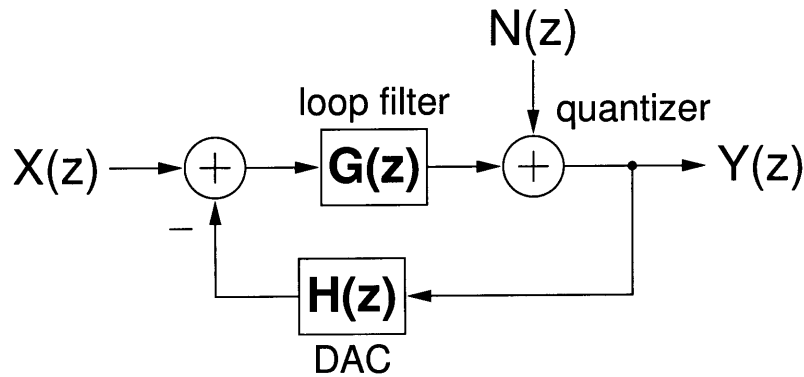 N(z)
loop filter
quantizer
X(z)
+
G(z)
+
Y(z)
−
H(z)
DAC